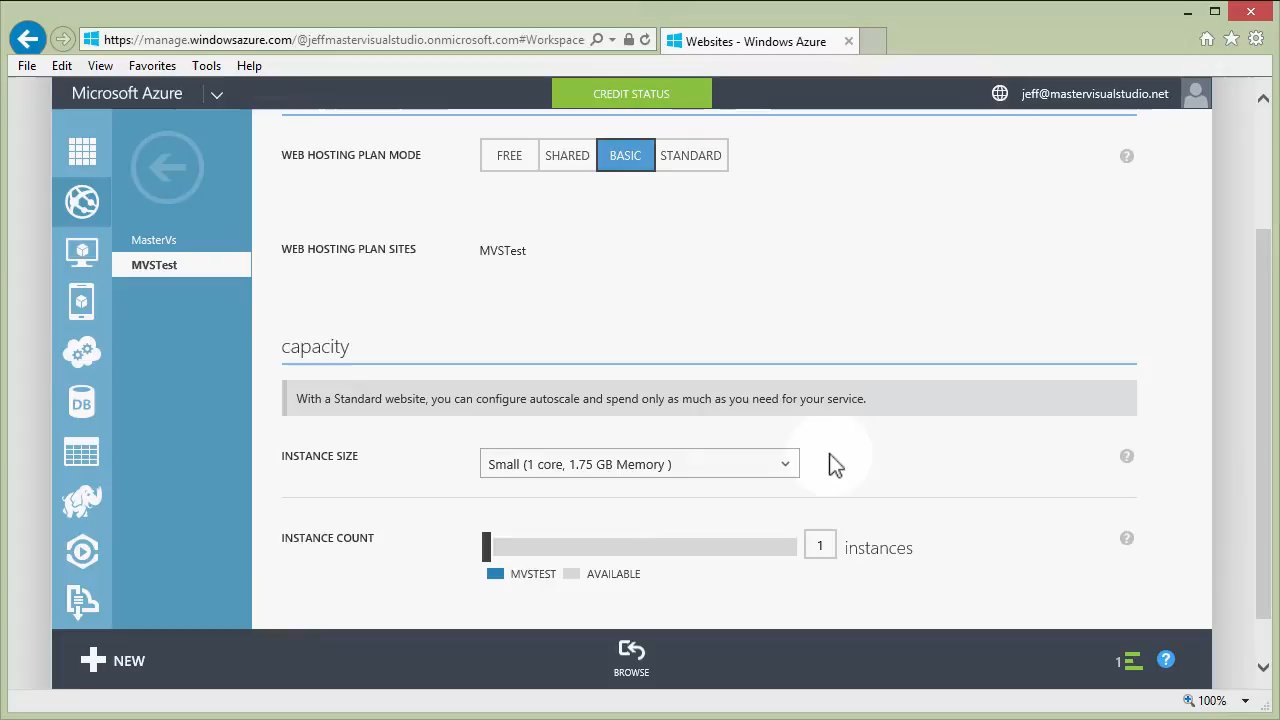 https://manage.windowsazure.com/@jeffmastervisualstudio.onmicrosoft.com#Workspace
Websites - Windows Azure
File Edit View Favorites Tools Help
Microsoft Azure
CREDIT STATUS
jeff@mastervisualstudio.net
WEB HOSTING PLAN MODE
FREE SHARED BASIC STANDARD
?
MasterVs
WEB HOSTING PLAN SITES
MVSTest
MVSTest
capacity
With a Standard website, you can configure autoscale and spend only as much as you need for your service.
DB
INSTANCE SIZE
Small (1 core, 1.75 GB Memory )
?
INSTANCE COUNT
1 instances
?
MVSTEST AVAILABLE
NEW
BROWSE
1
?
100%